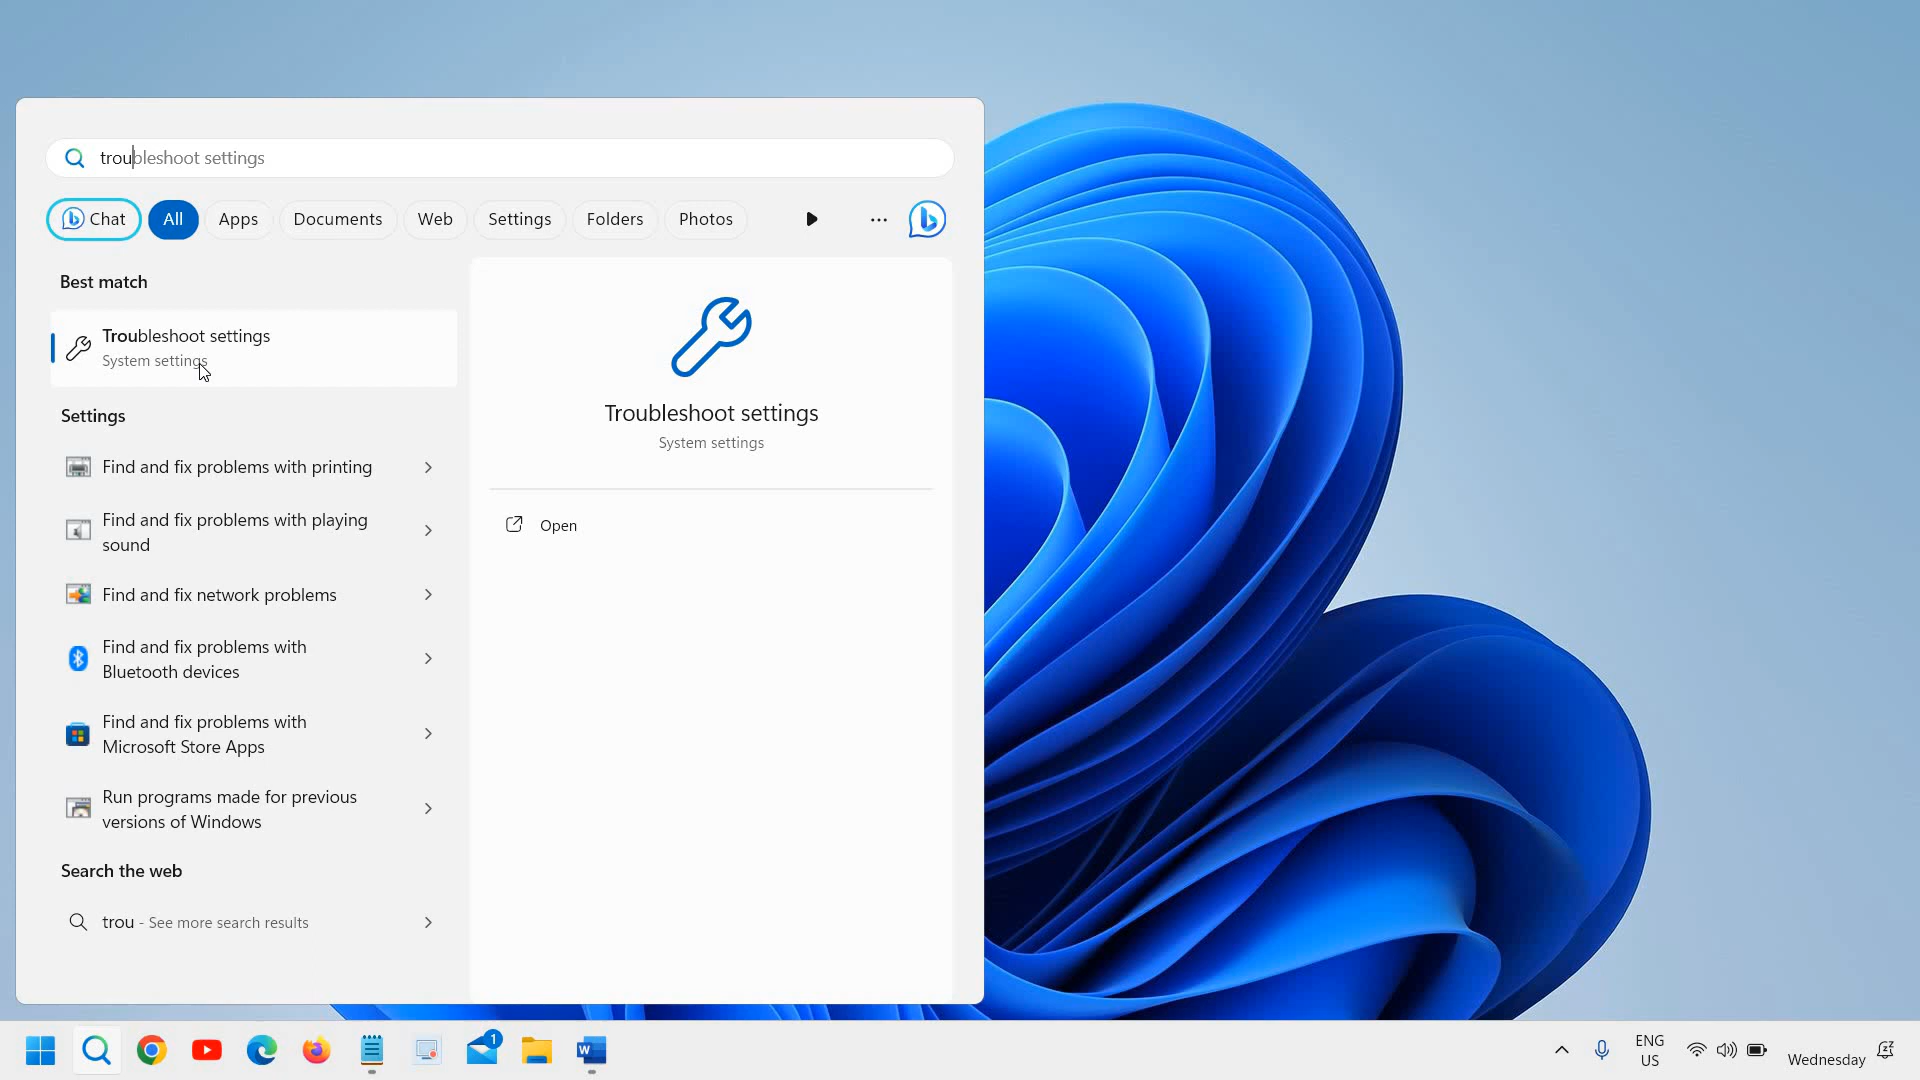 troubleshoot settings
Chat All Apps Documents Web Settings Folders Photos ...
Best match
Troubleshoot settings
System settings
Settings
Find and fix problems with printing
Find and fix problems with playing
sound
Find and fix network problems
Find and fix problems with
Bluetooth devices
Find and fix problems with
Microsoft Store Apps
Run programs made for previous
versions of Windows
Search the web
trou - See more search results
Troubleshoot settings
System settings
Open
1
W
ENG
US
Wednesday